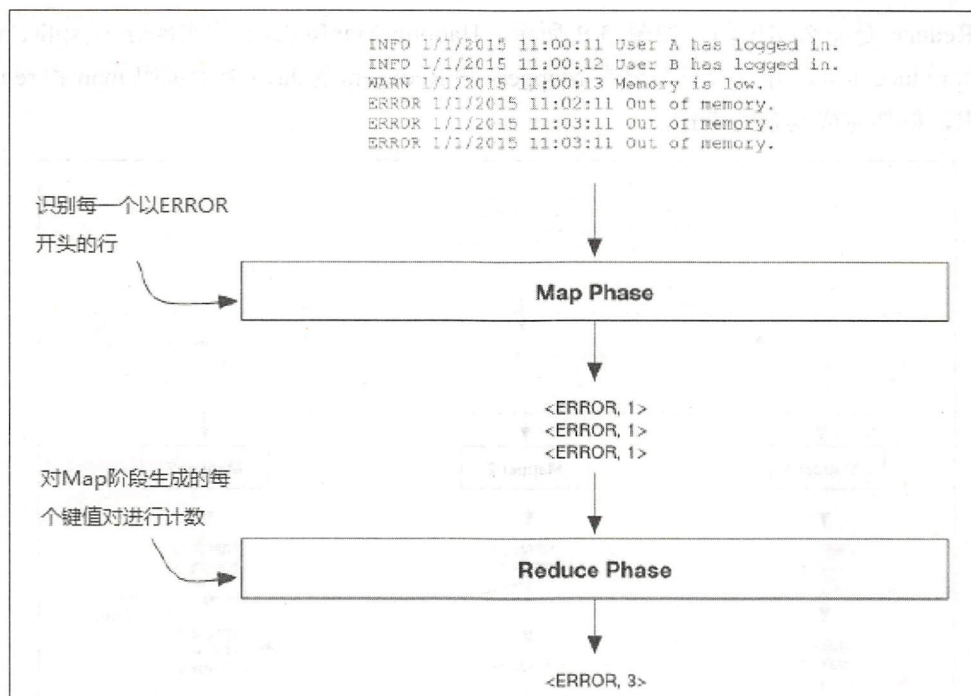 INFO 1/1/2015 11:00:11 User A has logged in.
INFO 1/1/2015 11:00:12 User B has logged in.
WARN 1/1/2015 11:00:13 Memory is low.
ERROR 1/1/2015 11:02:11 Out of memory.
ERROR 1/1/2015 11:03:11 Out of memory.
ERROR 1/1/2015 11:03:11 Out of memory.
识别每一个以ERROR
开头的行
Map Phase
<ERROR, 1>
<ERROR, 1>
<ERROR, 1>
对Map阶段生成的每
个键值对进行计数
Reduce Phase
<ERROR, 3>